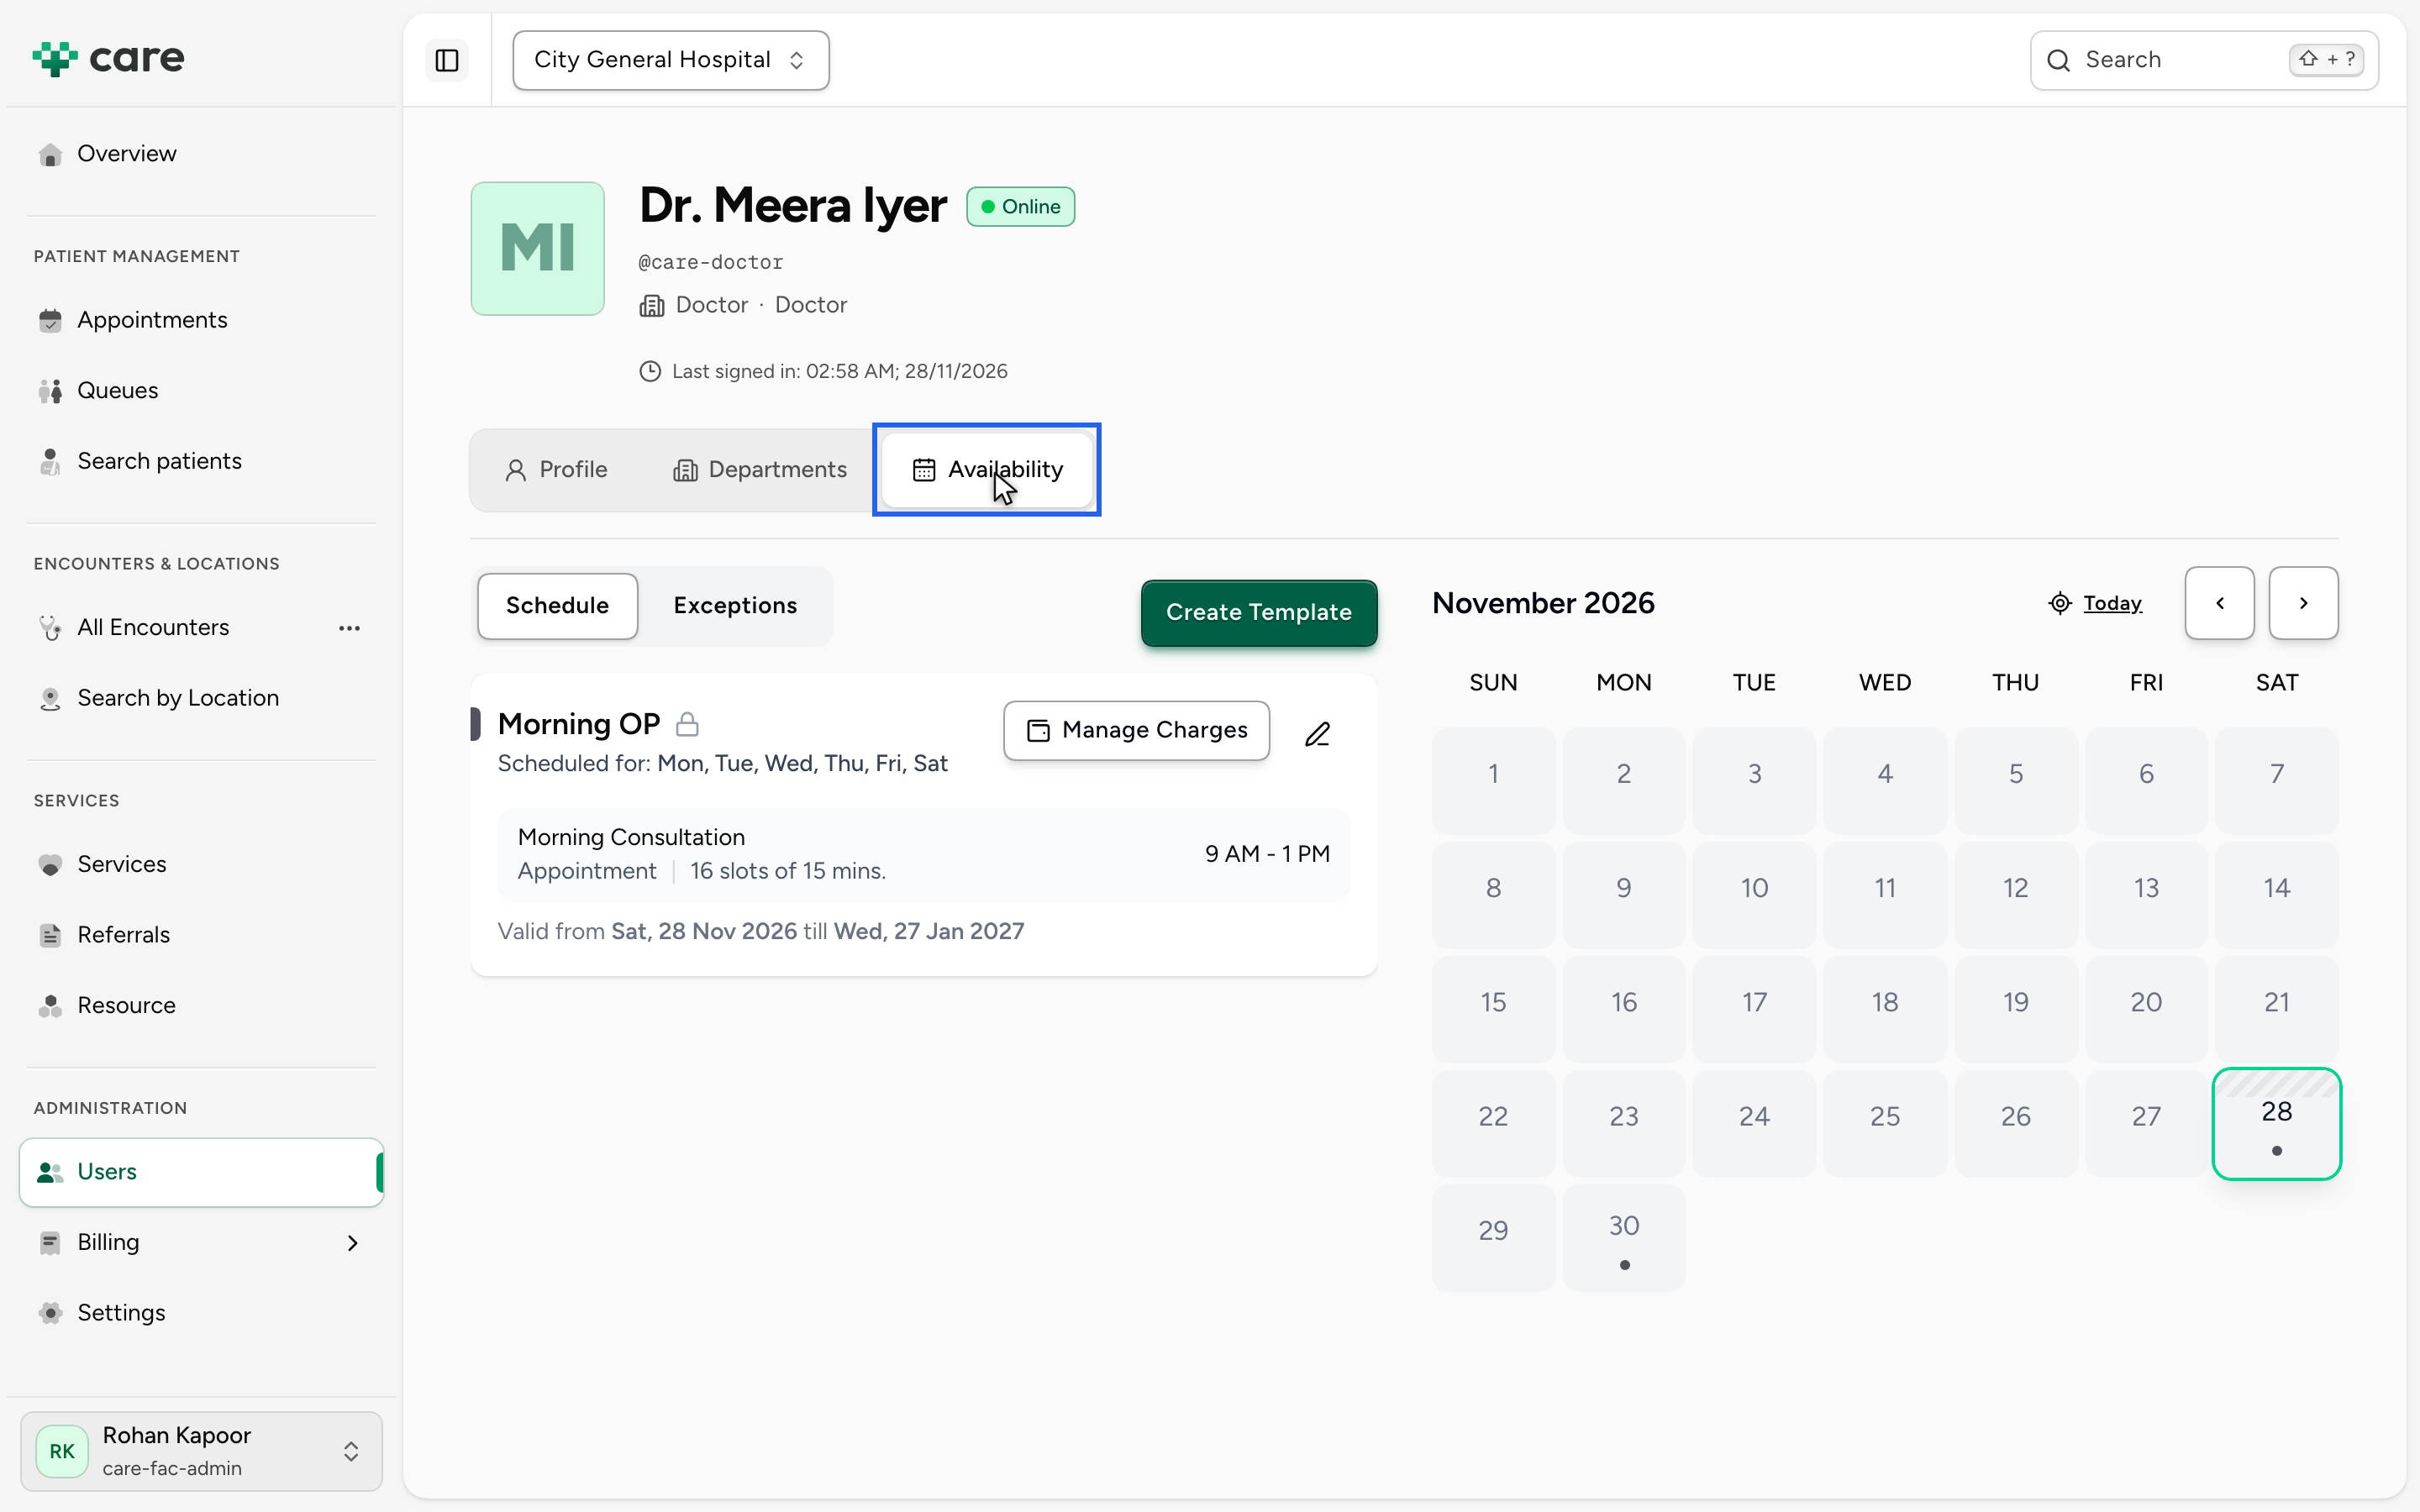 care
City General Hospital
Search
+ ?
Overview
PATIENT MANAGEMENT
Appointments
Queues
Search patients
ENCOUNTERS & LOCATIONS
All Encounters
Search by Location
SERVICES
Services
Referrals
Resource
ADMINISTRATION
Users
Billing
Settings
RK
Rohan Kapoor
care-fac-admin
MI
Dr. Meera Iyer
Online
@care-doctor
Doctor · Doctor
Last signed in: 02:58 AM; 28/11/2026
Profile
Departments
Availability
Schedule
Exceptions
Create Template
Morning OP
Manage Charges
Scheduled for: Mon, Tue, Wed, Thu, Fri, Sat
Morning Consultation
Appointment | 16 slots of 15 mins.
9 AM - 1 PM
Valid from Sat, 28 Nov 2026 till Wed, 27 Jan 2027
November 2026
Today
SUN MON TUE WED THU FRI SAT
1 2 3 4 5 6 7
8 9 10 11 12 13 14
15 16 17 18 19 20 21
22 23 24 25 26 27 28
29 30